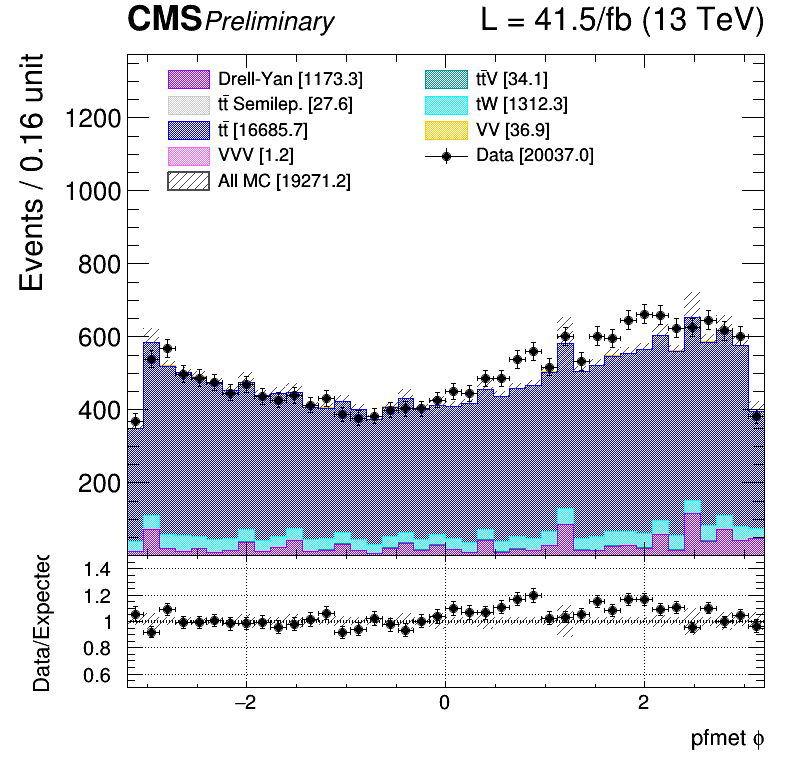 CMS Preliminary L = 41.5/fb (13 TeV)
Events / 0.16 unit
Drell-Yan [1173.3]
tt̄ Semilep. [27.6]
tt̄ [16685.7]
VVV [1.2]
All MC [19271.2]
tt̄V [34.1]
tW [1312.3]
VV [36.9]
Data [20037.0]
1200
1000
800
600
400
200
Data/Expected
1.4
1.2
1
0.8
0.6
−2 0 2
pfmet ϕ